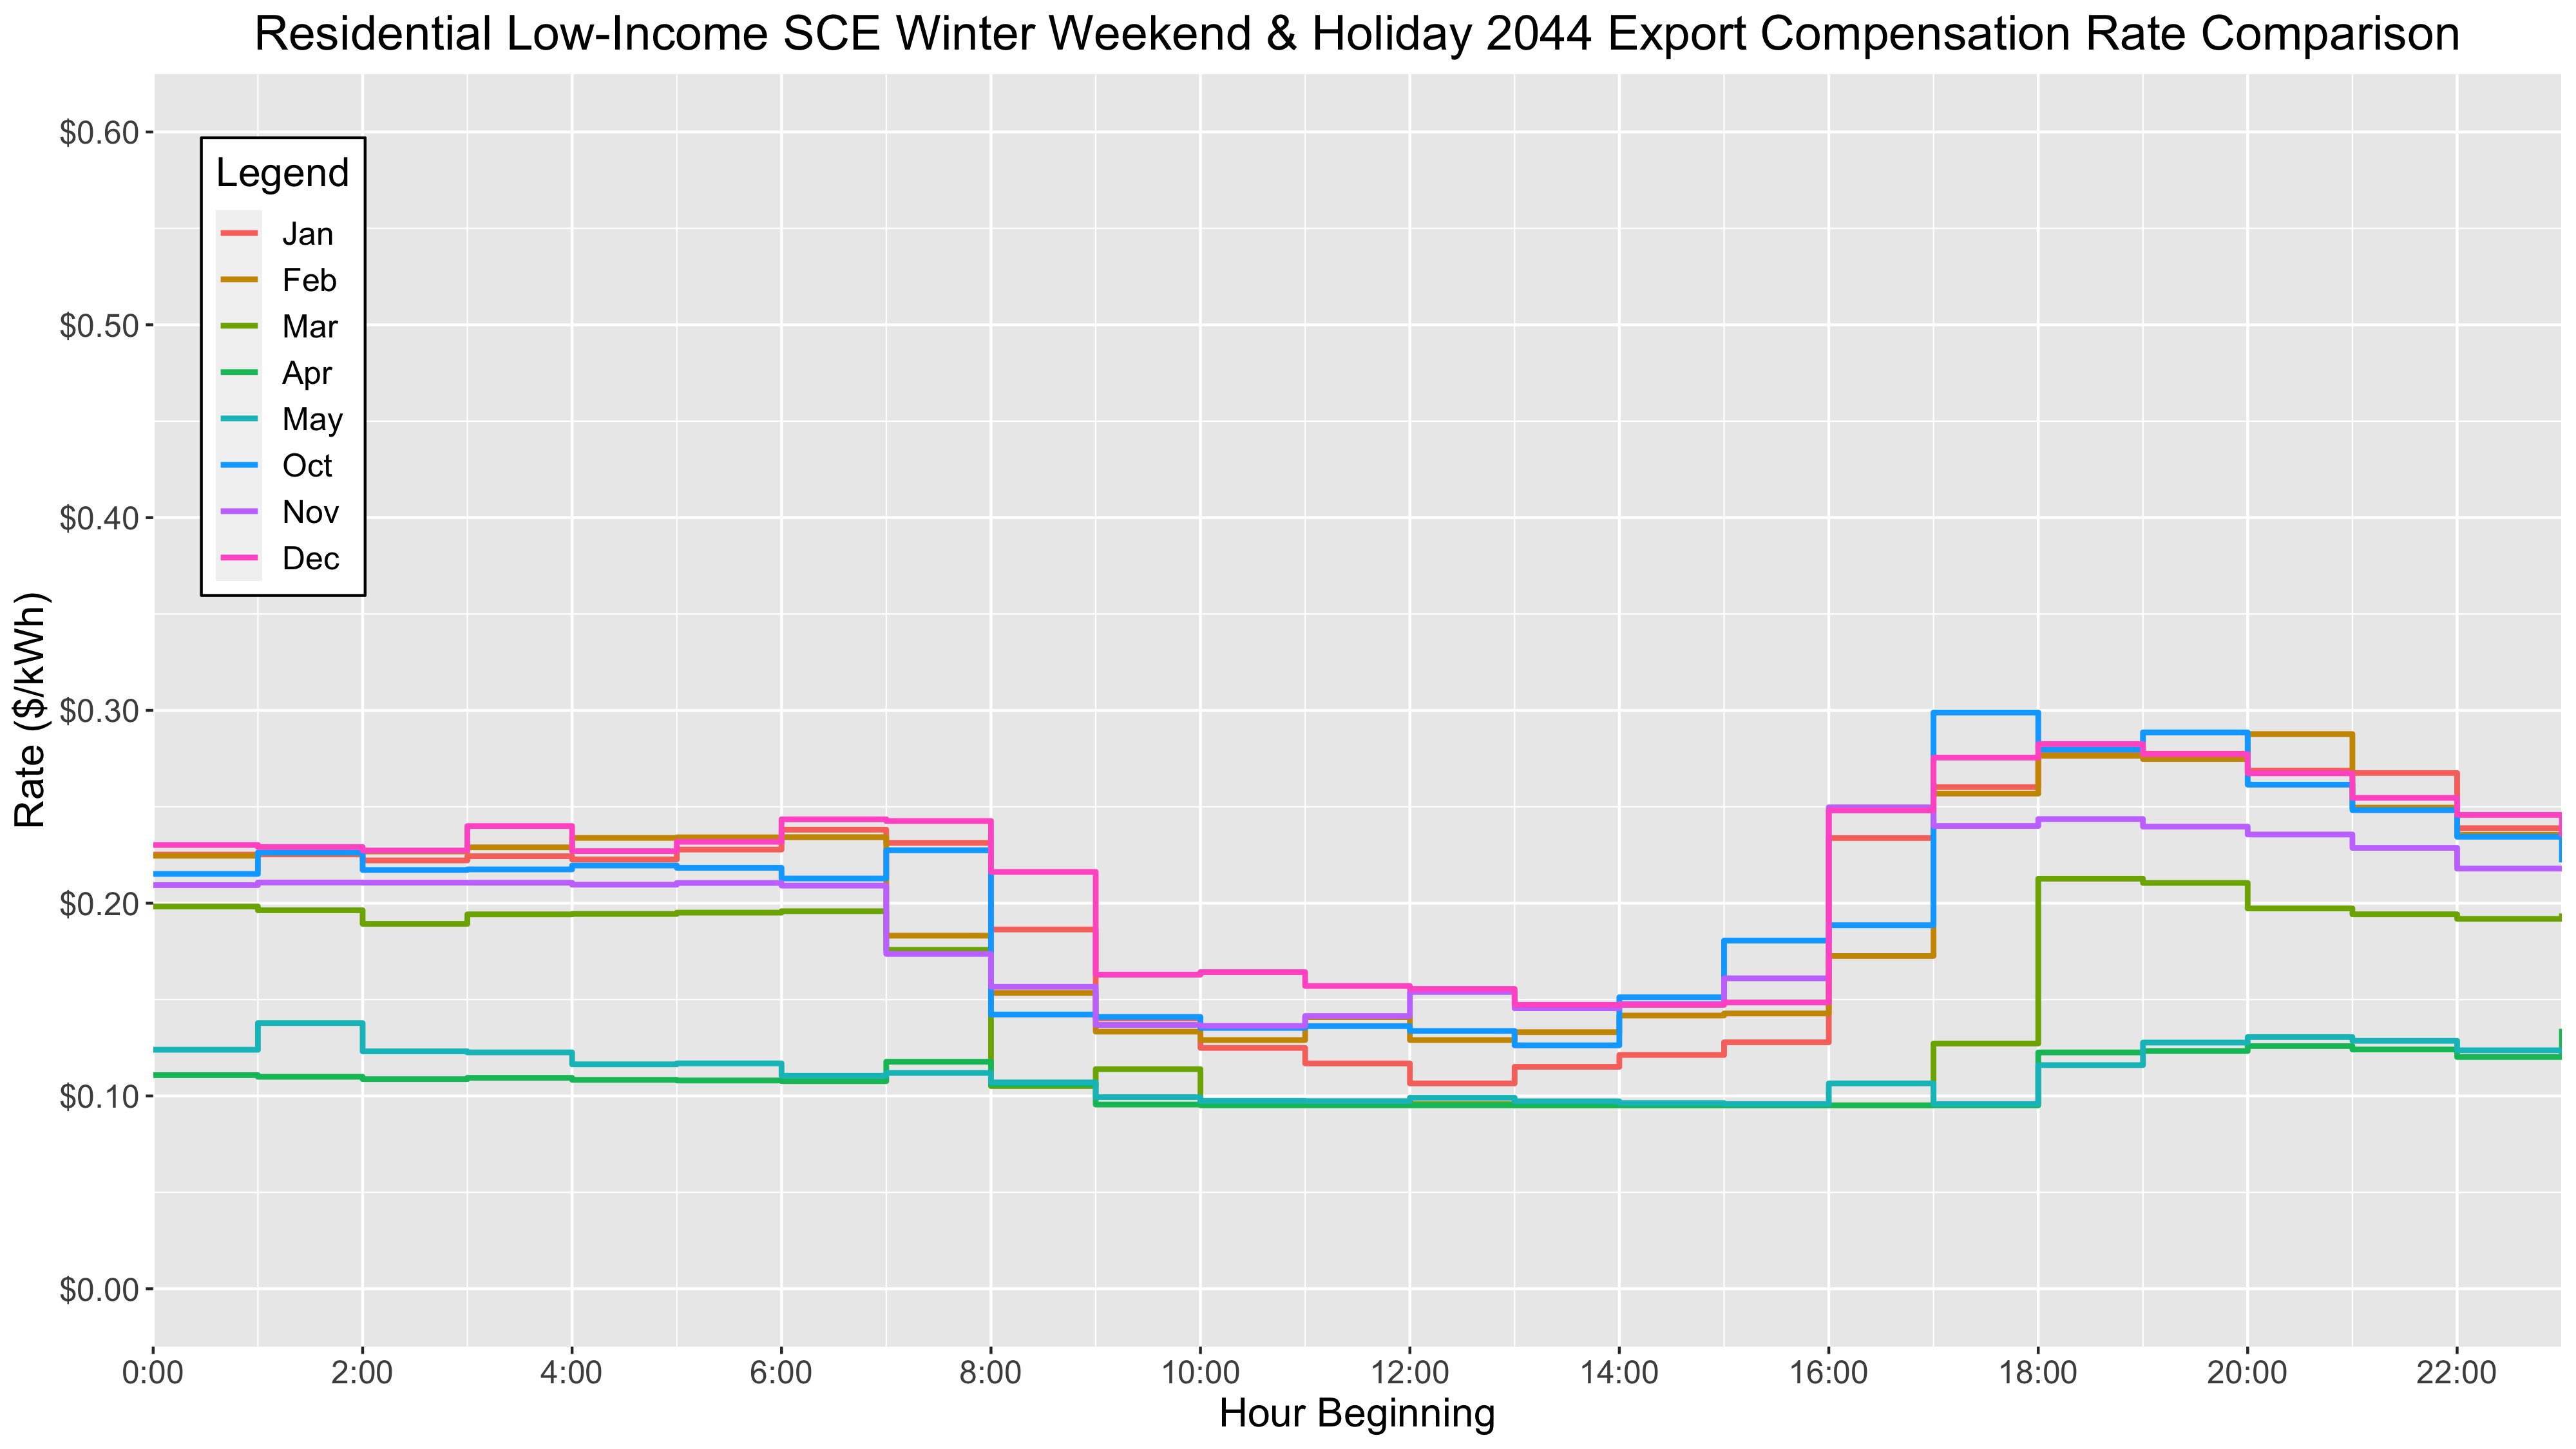 Residential Low-Income SCE Winter Weekend & Holiday 2044 Export Compensation Rate Comparison
$0.60
$0.50
$0.40
$0.30
$0.20
$0.10
$0.00
Rate ($/kWh)
Legend
Jan
Feb
Mar
Apr
May
Oct
Nov
Dec
0:00 2:00 4:00 6:00 8:00 10:00 12:00 14:00 16:00 18:00 20:00 22:00
Hour Beginning